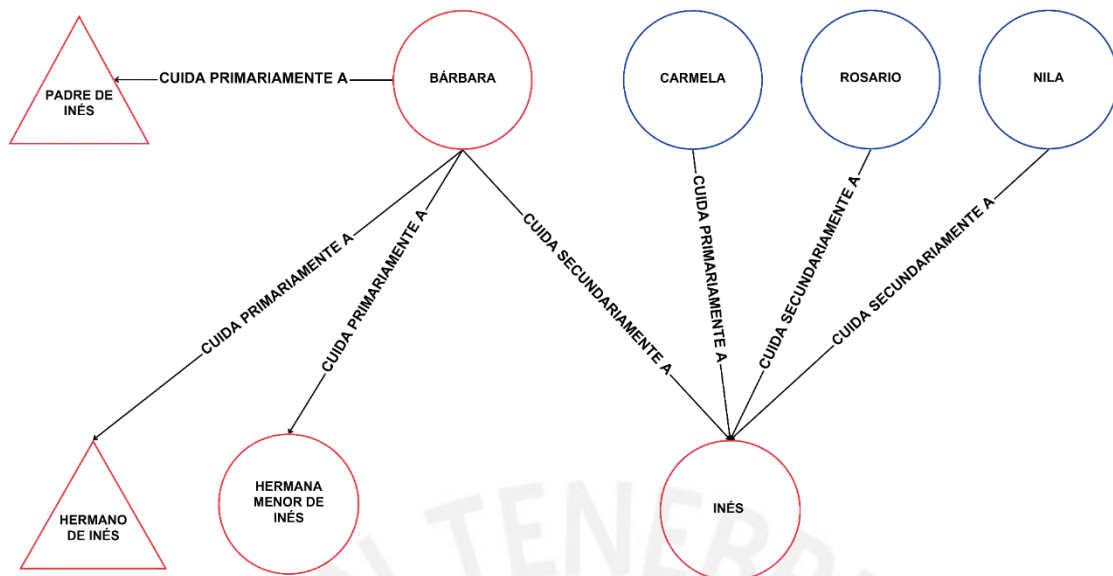 PADRE DE
INÉS
CUIDA PRIMARIAMENTE A
BÁRBARA
CARMELA
ROSARIO
NILA
CUIDA PRIMARIAMENTE A
CUIDA PRIMARIAMENTE A
CUIDA SECUNDARIAMENTE A
CUIDA PRIMARIAMENTE A
CUIDA SECUNDARIAMENTE A
CUIDA SECUNDARIAMENTE A
HERMANO
DE INÉS
HERMANA
MENOR DE
INÉS
INÉS